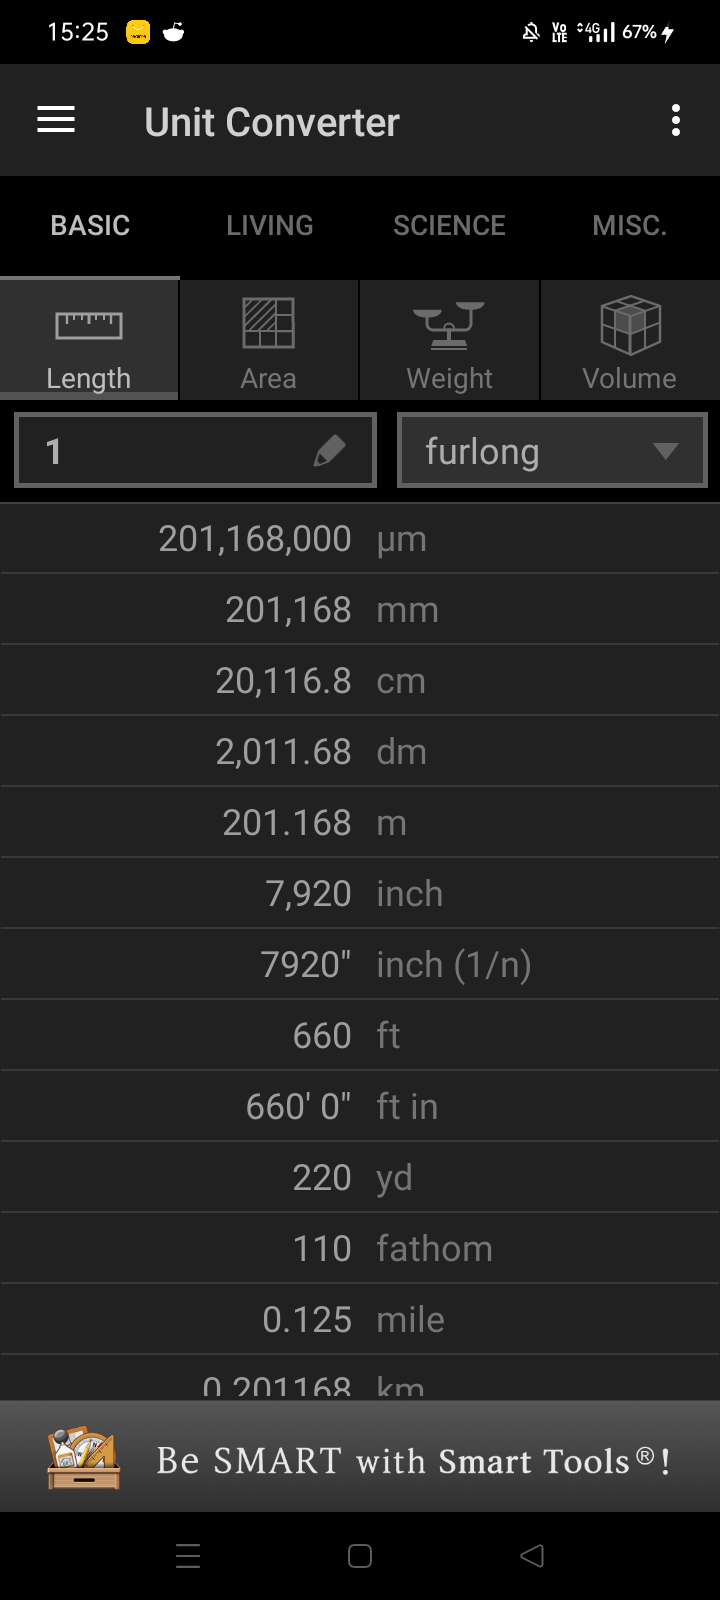 15:25 Vo LTE 4G 67%
Unit Converter
BASIC LIVING SCIENCE MISC.
Length Area Weight Volume
1 furlong
201,168,000 µm
201,168 mm
20,116.8 cm
2,011.68 dm
201.168 m
7,920 inch
7920" inch (1/n)
660 ft
660' 0" ft in
220 yd
110 fathom
0.125 mile
0.201168 km
Be SMART with Smart Tools®!